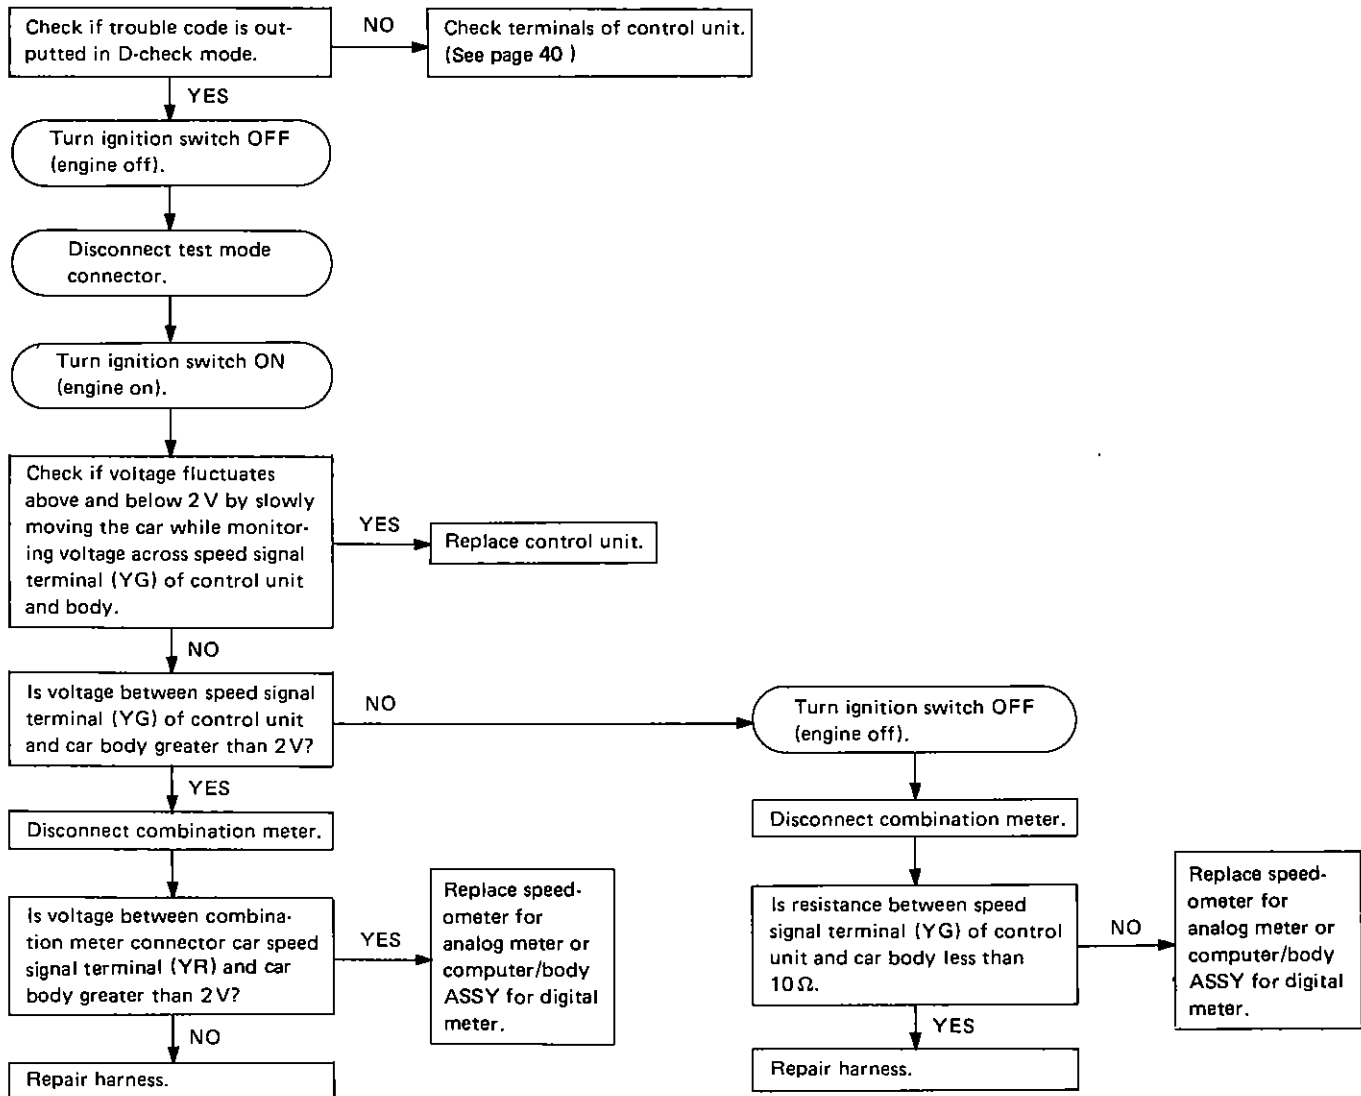 Check if trouble code is out-
putted in D-check mode.
NO
Check terminals of control unit.
(See page 40 )
YES
Turn ignition switch OFF
(engine off).
Disconnect test mode
connector.
Turn ignition switch ON
(engine on).
Check if voltage fluctuates
above and below 2 V by slowly
moving the car while monitor-
ing voltage across speed signal
terminal (YG) of control unit
and body.
YES
Replace control unit.
NO
Is voltage between speed signal
terminal (YG) of control unit
and car body greater than 2 V?
NO
Turn ignition switch OFF
(engine off).
YES
Disconnect combination meter.
Disconnect combination meter.
Is voltage between combina-
tion meter connector car speed
signal terminal (YR) and car
body greater than 2 V?
YES
Replace speed-
ometer for
analog meter or
computer/body
ASSY for digital
meter.
Is resistance between speed
signal terminal (YG) of control
unit and car body less than
10 Ω.
NO
Replace speed-
ometer for
analog meter or
computer/body
ASSY for digital
meter.
NO
Repair harness.
YES
Repair harness.